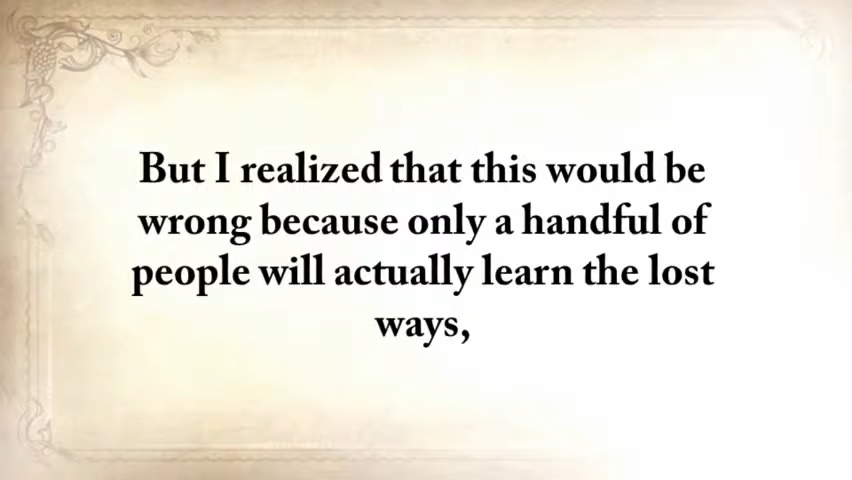 But I realized that this would be
wrong because only a handful of
people will actually learn the lost
ways,